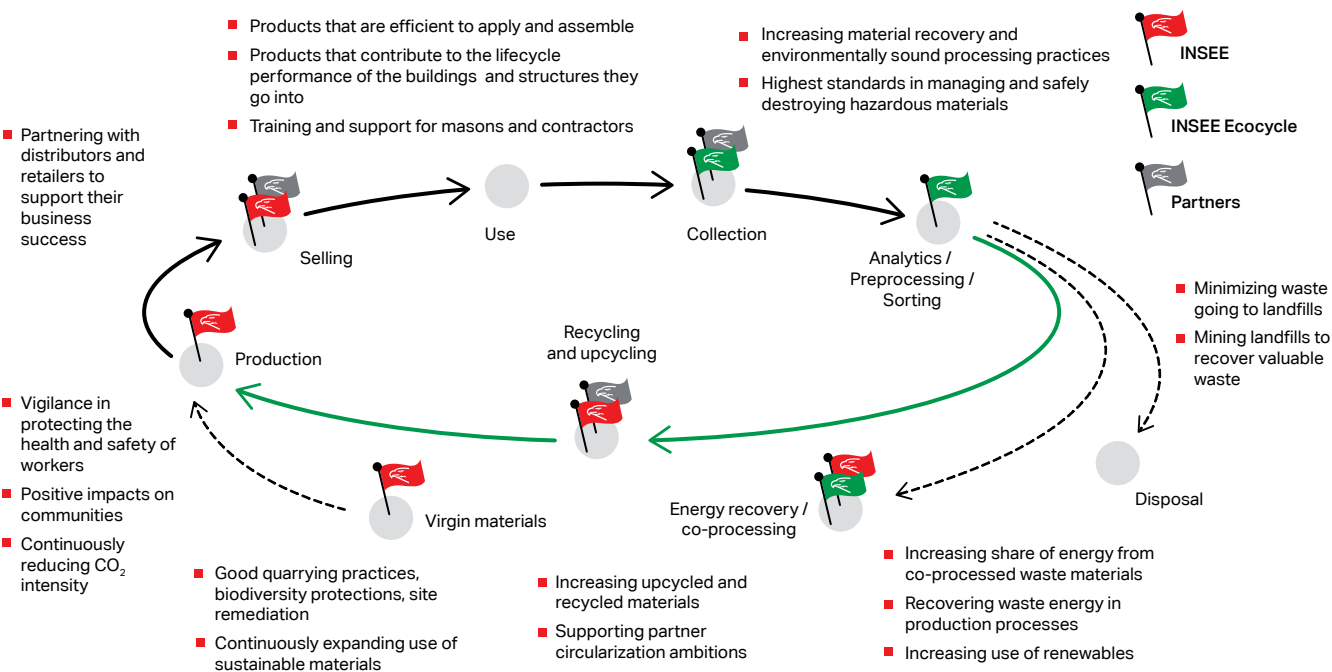 Products that are efficient to apply and assemble
Products that contribute to the lifecycle
performance of the buildings and structures they
go into
Training and support for masons and contractors
Increasing material recovery and
environmentally sound processing practices
Highest standards in managing and safely
destroying hazardous materials
INSEE
INSEE Ecocycle
Partners
Partnering with
distributors and
retailers to
support their
business
success
Selling
Use
Collection
Analytics /
Preprocessing /
Sorting
Minimizing waste
going to landfills
Mining landfills to
recover valuable
waste
Production
Recycling
and upcycling
Vigilance in
protecting the
health and safety of
workers
Positive impacts on
communities
Continuously
reducing CO₂
intensity
Virgin materials
Energy recovery /
co-processing
Disposal
Good quarrying practices,
biodiversity protections, site
remediation
Continuously expanding use of
sustainable materials
Increasing upcycled and
recycled materials
Supporting partner
circularization ambitions
Increasing share of energy from
co-processed waste materials
Recovering waste energy in
production processes
Increasing use of renewables